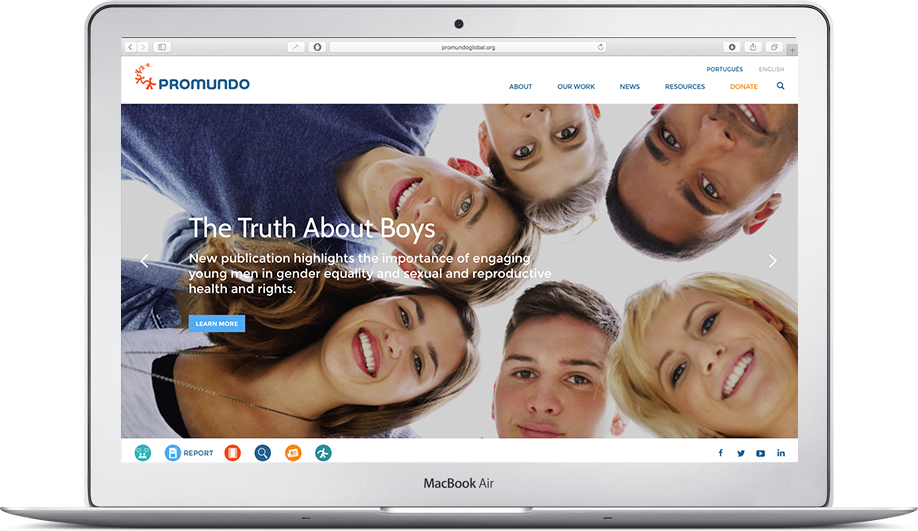 promundoglobal.org
PORTUGUÊS ENGLISH
PROMUNDO
ABOUT OUR WORK NEWS RESOURCES DONATE
The Truth About Boys
New publication highlights the importance of engaging
young men in gender equality and sexual and reproductive
health and rights.
LEARN MORE
REPORT
MacBook Air